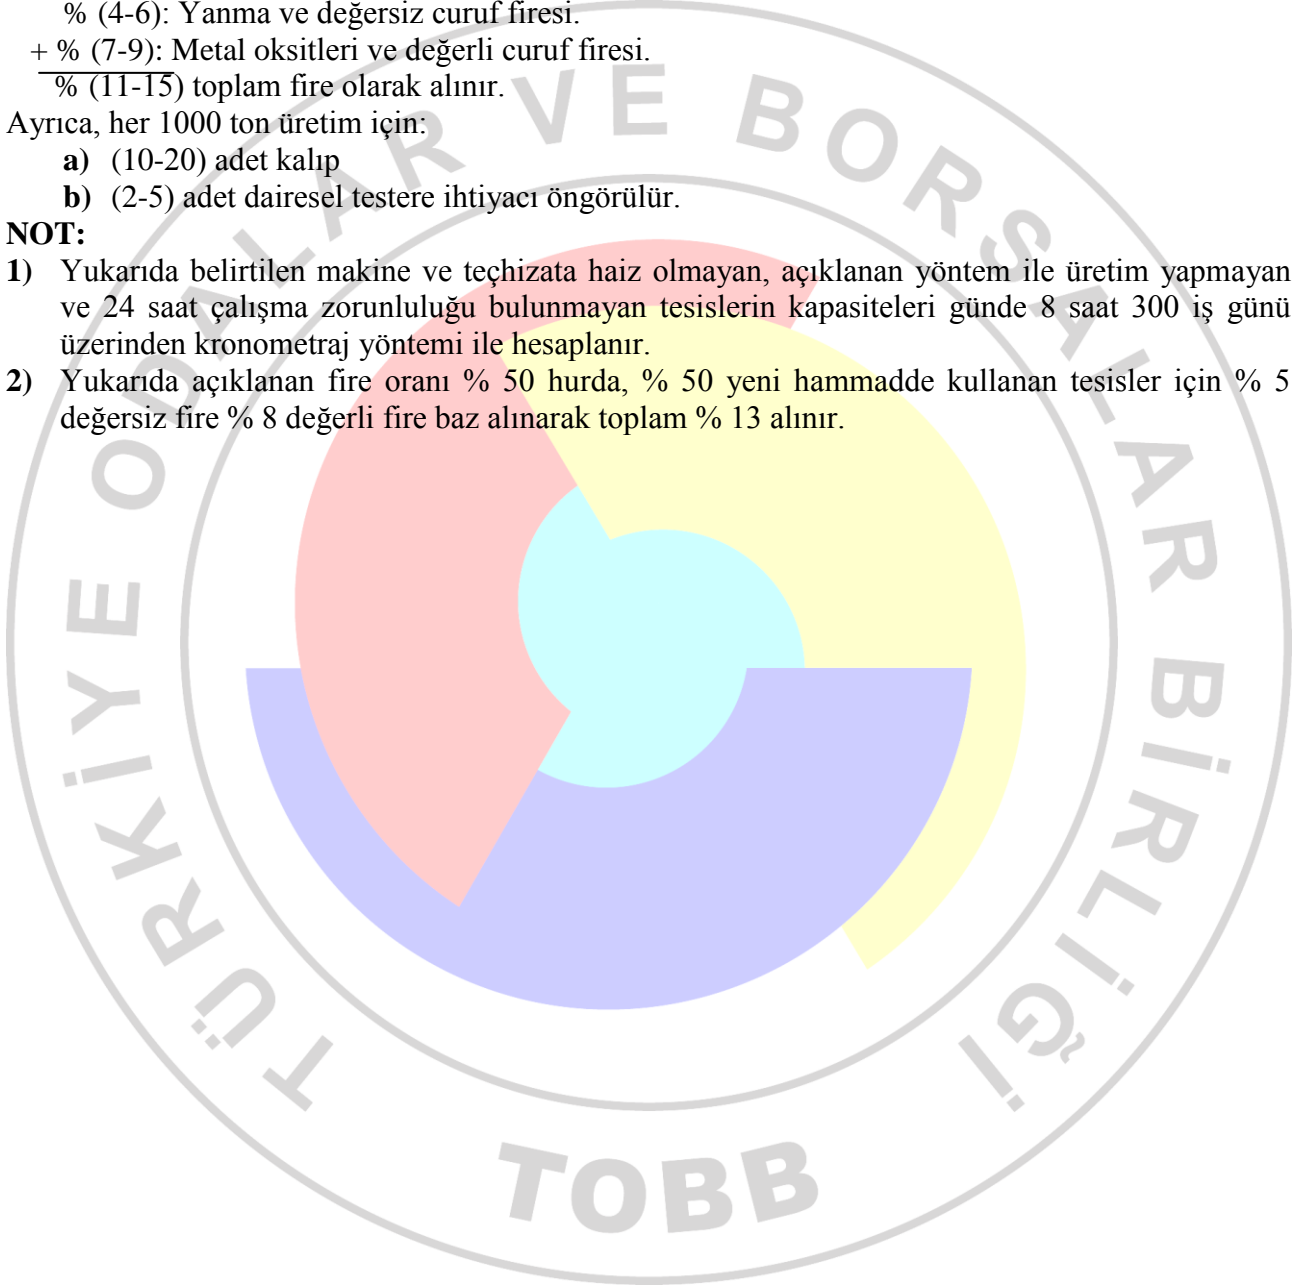 % (4-6): Yanma ve değersiz curuf firesi.
+ % (7-9): Metal oksitleri ve değerli curuf firesi.
% (11-15) toplam fire olarak alınır.
Ayrıca, her 1000 ton üretim için:
a) (10-20) adet kalıp
b) (2-5) adet dairesel testere ihtiyacı öngörülür.
NOT:
1) Yukarıda belirtilen makine ve teçhizata haiz olmayan, açıklanan yöntem ile üretim yapmayan
ve 24 saat çalışma zorunluluğu bulunmayan tesislerin kapasiteleri günde 8 saat 300 iş günü
üzerinden kronometraj yöntemi ile hesaplanır.
2) Yukarıda açıklanan fire oranı % 50 hurda, % 50 yeni hammadde kullanan tesisler için % 5
değersiz fire % 8 değerli fire baz alınarak toplam % 13 alınır.
TÜRKİYE ODALAR VE BORSALAR BİRLİĞİ
TOBB